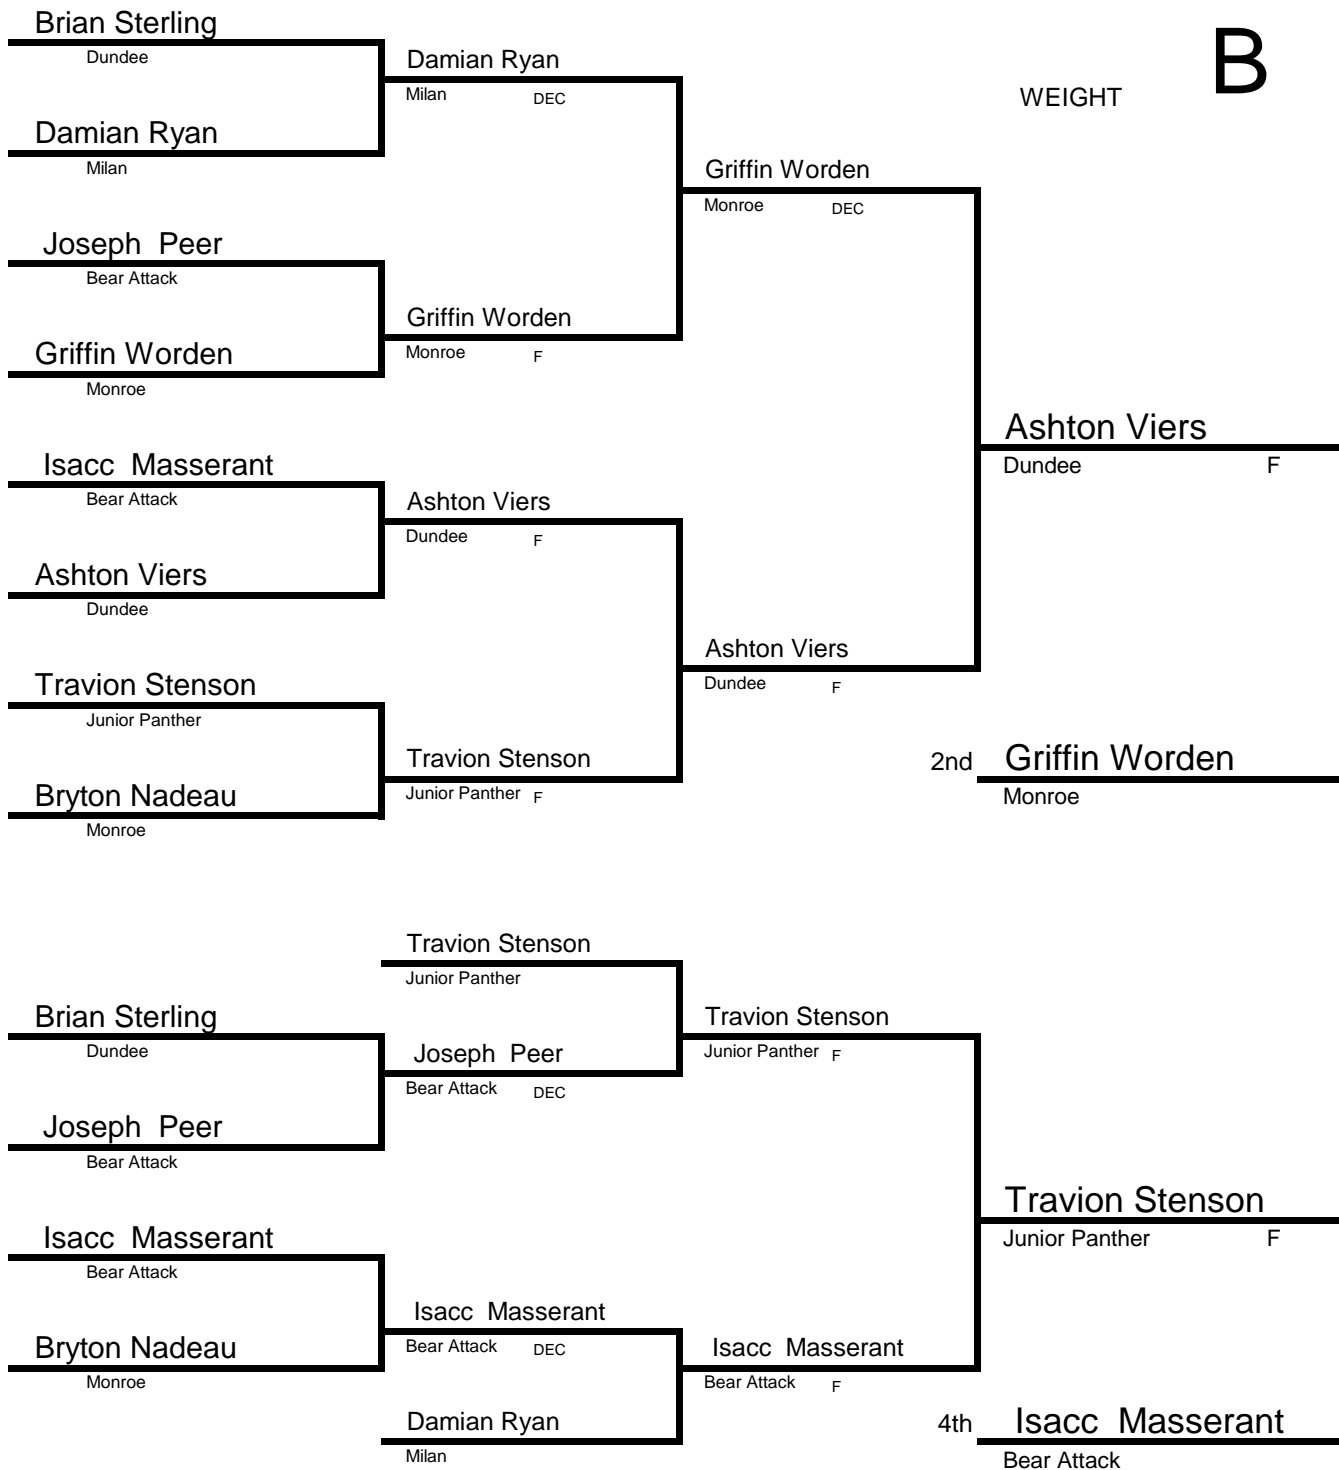 Brian Sterling
Dundee
Damian Ryan
Milan DEC
B
WEIGHT
Damian Ryan
Milan
Griffin Worden
Monroe DEC
Joseph Peer
Bear Attack
Griffin Worden
Monroe F
Griffin Worden
Monroe
Ashton Viers
Dundee F
Isacc Masserant
Bear Attack
Ashton Viers
Dundee F
Ashton Viers
Dundee
Ashton Viers
Dundee F
Travion Stenson
Junior Panther
Travion Stenson
Junior Panther F
2nd Griffin Worden
Monroe
Bryton Nadeau
Monroe
Travion Stenson
Junior Panther
Brian Sterling
Dundee
Travion Stenson
Junior Panther F
Joseph Peer
Bear Attack DEC
Joseph Peer
Bear Attack
Travion Stenson
Junior Panther F
Isacc Masserant
Bear Attack
Isacc Masserant
Bear Attack DEC
Bryton Nadeau
Monroe
Isacc Masserant
Bear Attack F
Damian Ryan
Milan
4th Isacc Masserant
Bear Attack